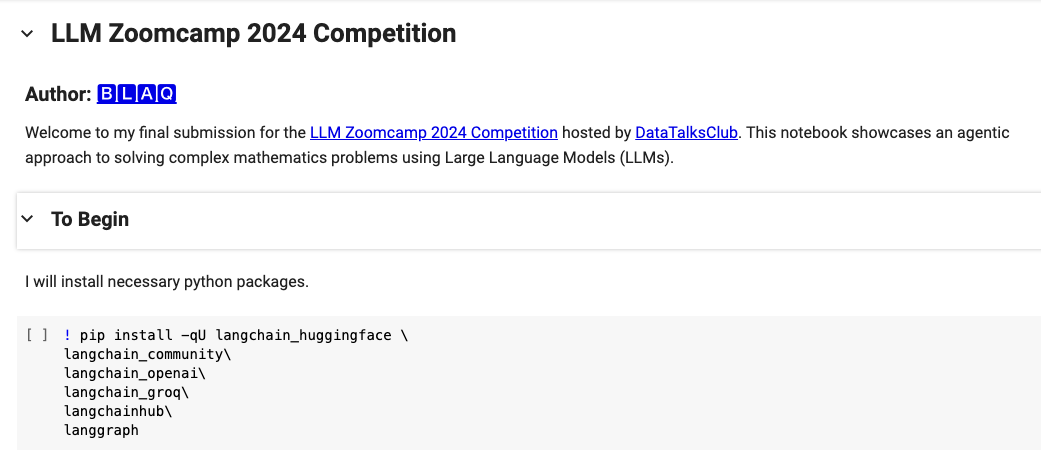 LLM Zoomcamp 2024 Competition
Author: 🅱🅻🅰🆀
Welcome to my final submission for the LLM Zoomcamp 2024 Competition hosted by DataTalksClub. This notebook showcases an agentic
approach to solving complex mathematics problems using Large Language Models (LLMs).
To Begin
I will install necessary python packages.
[ ] ! pip install -qU langchain_huggingface \
langchain_community\
langchain_openai\
langchain_groq\
langchainhub\
langgraph